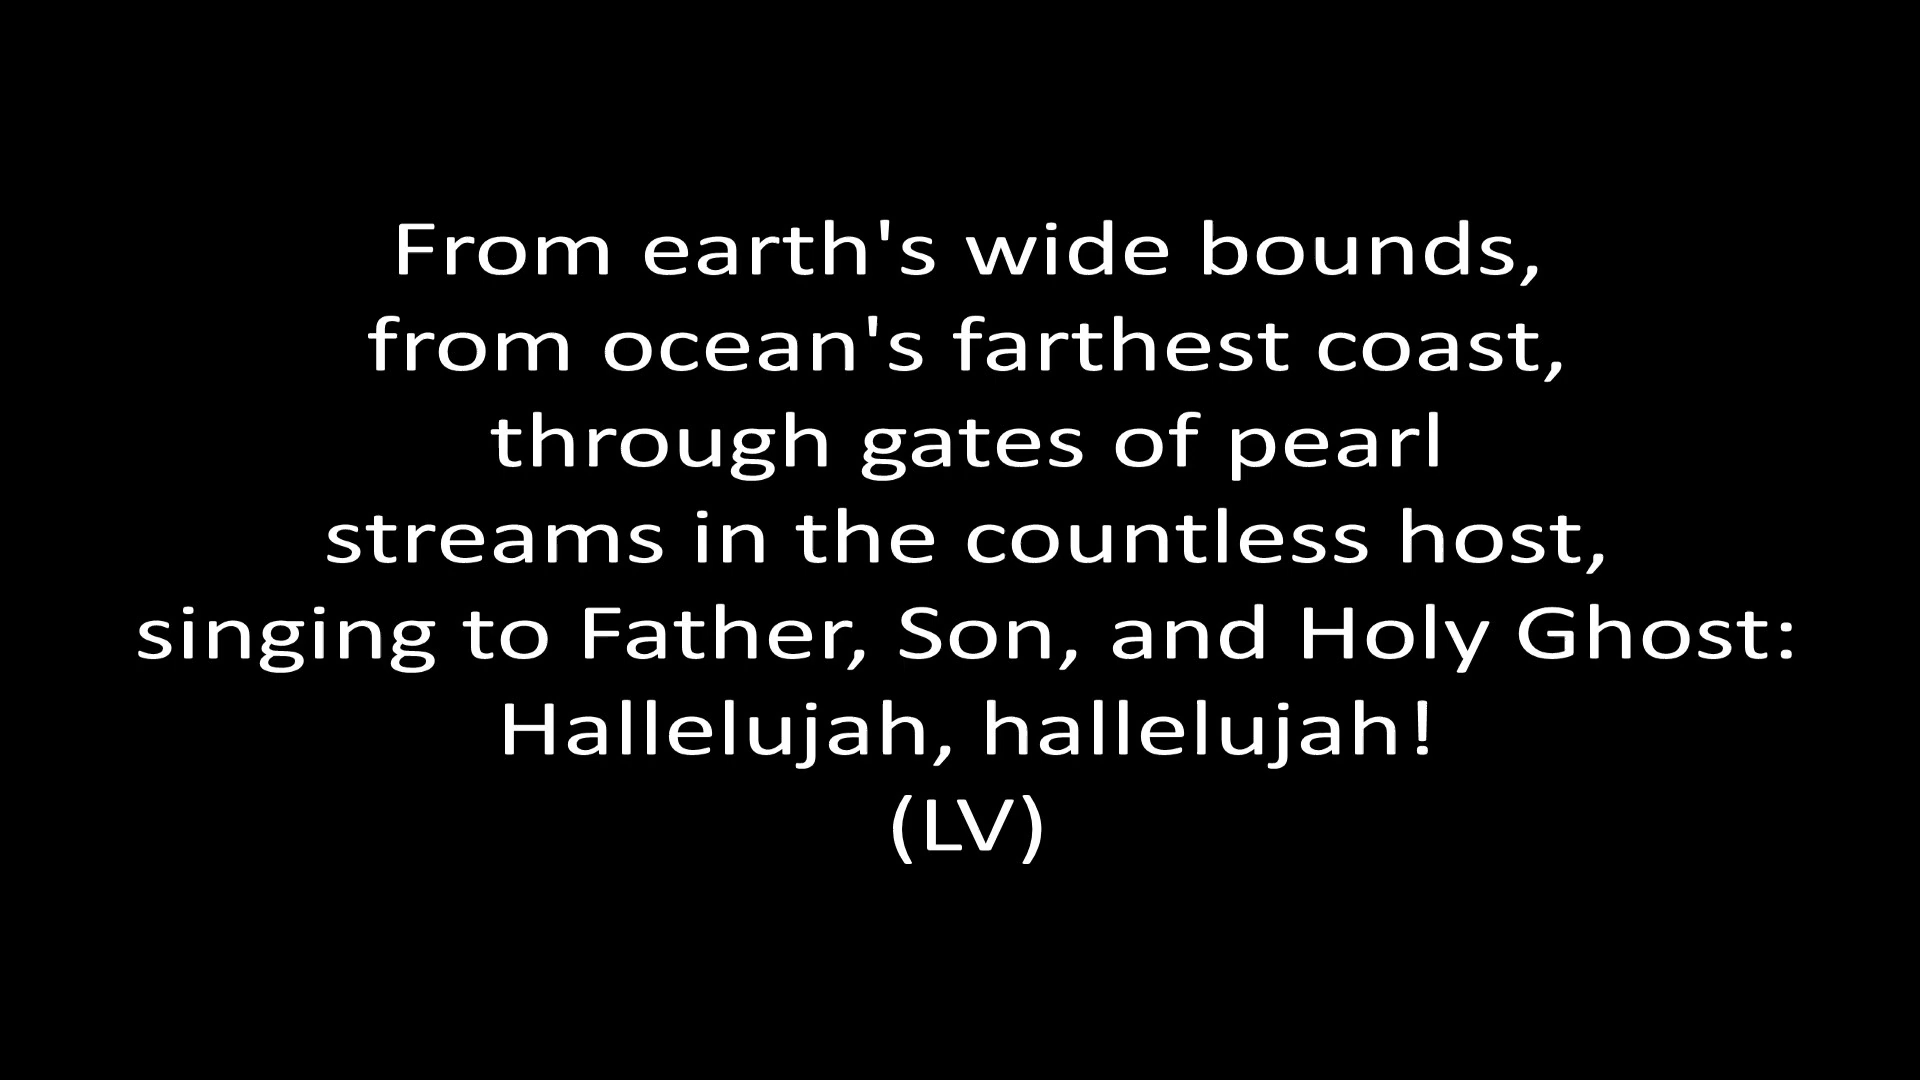 From earth's wide bounds,
from ocean's farthest coast,
through gates of pearl
streams in the countless host,
singing to Father, Son, and Holy Ghost:
Hallelujah, hallelujah!
(LV)